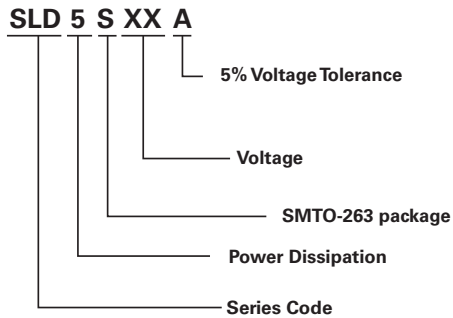 SLD 5 S XX A
5% Voltage Tolerance
Voltage
SMTO-263 package
Power Dissipation
Series Code